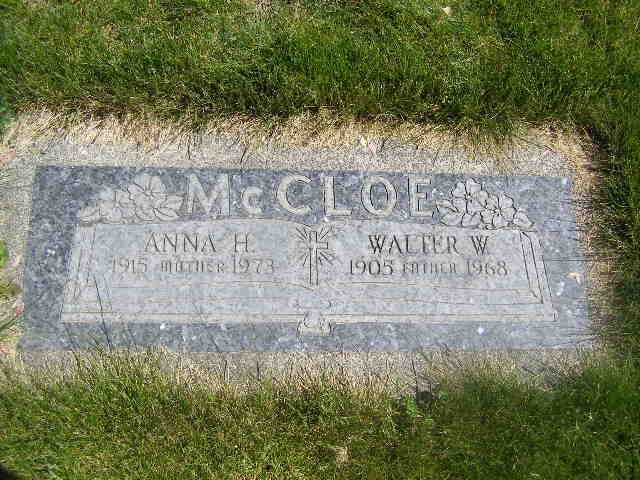 McCLOE
ANNA H.
1915 MOTHER 1973
WALTER W.
1905 FATHER 1968